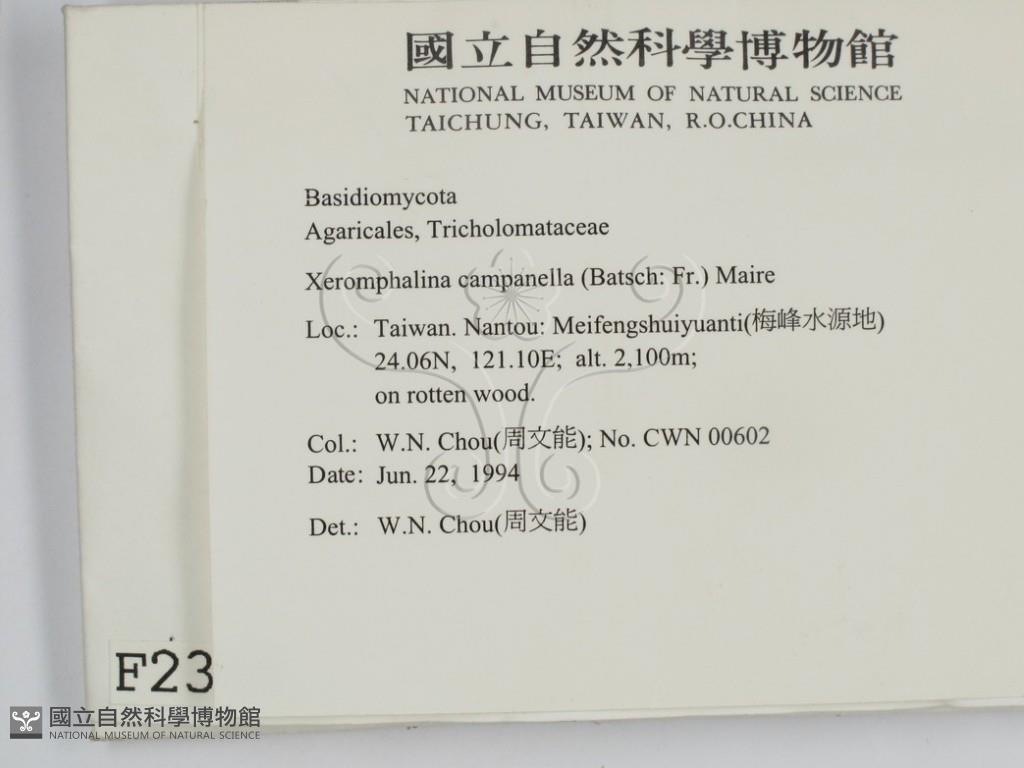 國立自然科學博物館
NATIONAL MUSEUM OF NATURAL SCIENCE
TAICHUNG, TAIWAN, R.O.CHINA
Basidiomycota
Agaricales, Tricholomataceae
Xeromphalina campanella (Batsch: Fr.) Maire
Loc.: Taiwan. Nantou: Meifengshuiyuanti(梅峰水源地)
24.06N, 121.10E; alt. 2,100m;
on rotten wood.
Col.: W.N. Chou(周文能); No. CWN 00602
Date: Jun. 22, 1994
Det.: W.N. Chou(周文能)
F23
國立自然科學博物館
NATIONAL MUSEUM OF NATURAL SCIENCE